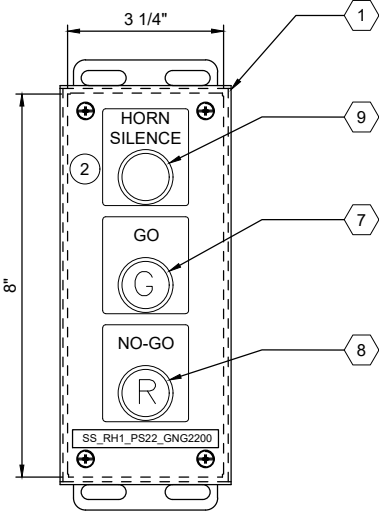 3 1/4"
1
HORN
SILENCE
9
2
GO
7
8"
G
NO-GO
8
R
SS_RH1_PS22_GNG2200